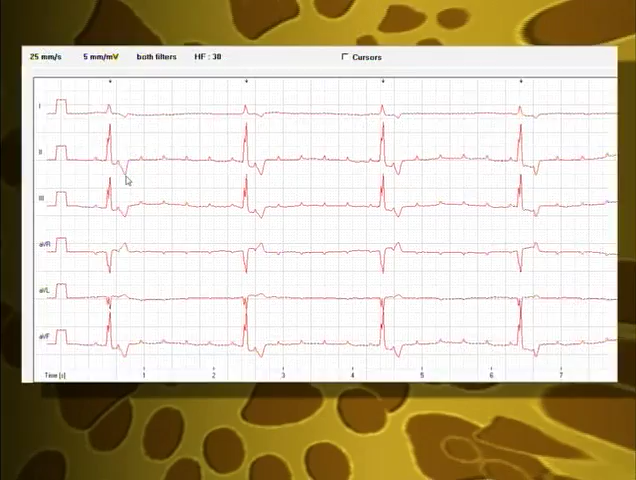 25 mm/s 5 mm/mV both filters HF : 30 Cursors
I
II
III
aVR
aVL
aVF
Time [s] 1 2 3 4 5 6 7